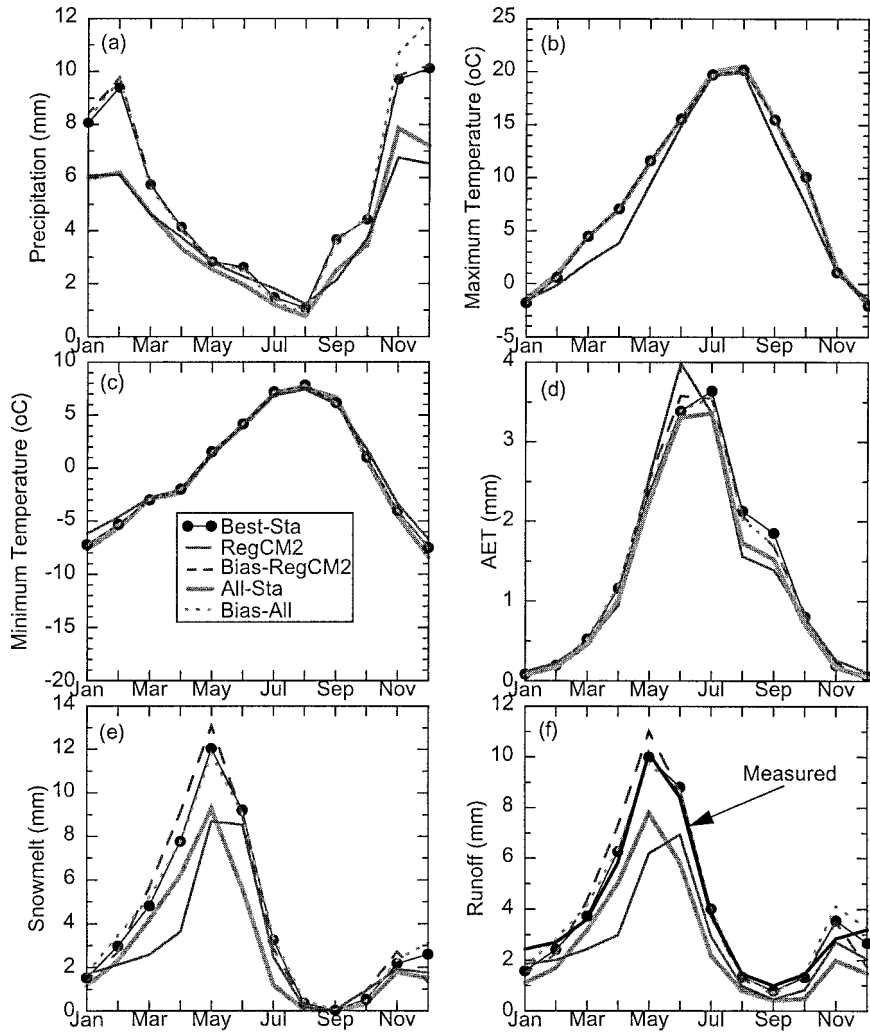 (a)
Precipitation (mm)
12
10
8
6
4
2
0
Jan Mar May Jul Sep Nov
(b)
Maximum Temperature (oC)
25
20
15
10
5
0
-5
Jan Mar May Jul Sep Nov
(c)
Minimum Temperature (oC)
10
5
0
-5
-10
-15
-20
Jan Mar May Jul Sep Nov
Best-Sta
RegCM2
Bias-RegCM2
All-Sta
Bias-All
(d)
AET (mm)
4
3
2
1
0
Jan Mar May Jul Sep Nov
(e)
Snowmelt (mm)
14
12
10
8
6
4
2
0
Jan Mar May Jul Sep Nov
(f)
Measured
Runoff (mm)
12
10
8
6
4
2
0
Jan Mar May Jul Sep Nov